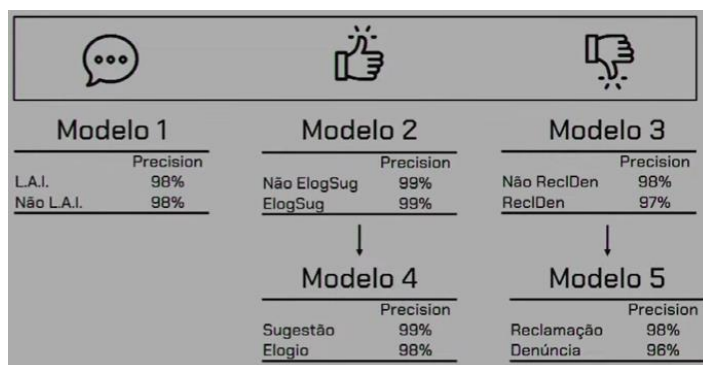 Modelo 1
Precision
L.A.I. 98%
Não L.A.I. 98%
Modelo 2
Precision
Não ElogSug 99%
ElogSug 99%
Modelo 3
Precision
Não ReclDen 98%
ReclDen 97%
Modelo 4
Precision
Sugestão 99%
Elogio 98%
Modelo 5
Precision
Reclamação 98%
Denúncia 96%